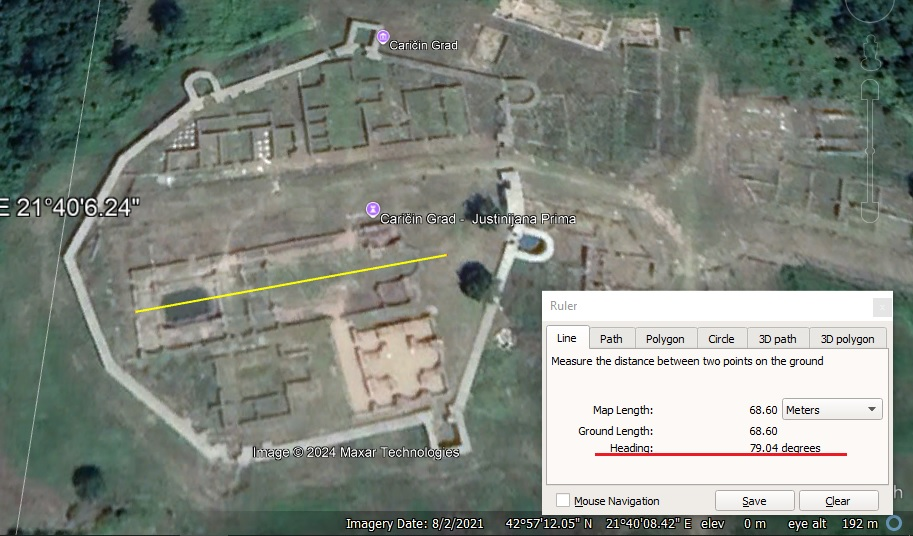 Caričin Grad
E 21°40'6.24"
Caričin Grad - Justinijana Prima
Ruler
Line Path Polygon Circle 3D path 3D polygon
Measure the distance between two points on the ground
Map Length: 68.60 Meters
Ground Length: 68.60
Heading: 79.04 degrees
Mouse Navigation Save Clear
Image © 2024 Maxar Technologies
Imagery Date: 8/2/2021 42°57'12.05" N 21°40'08.42" E elev 0 m eye alt 192 m